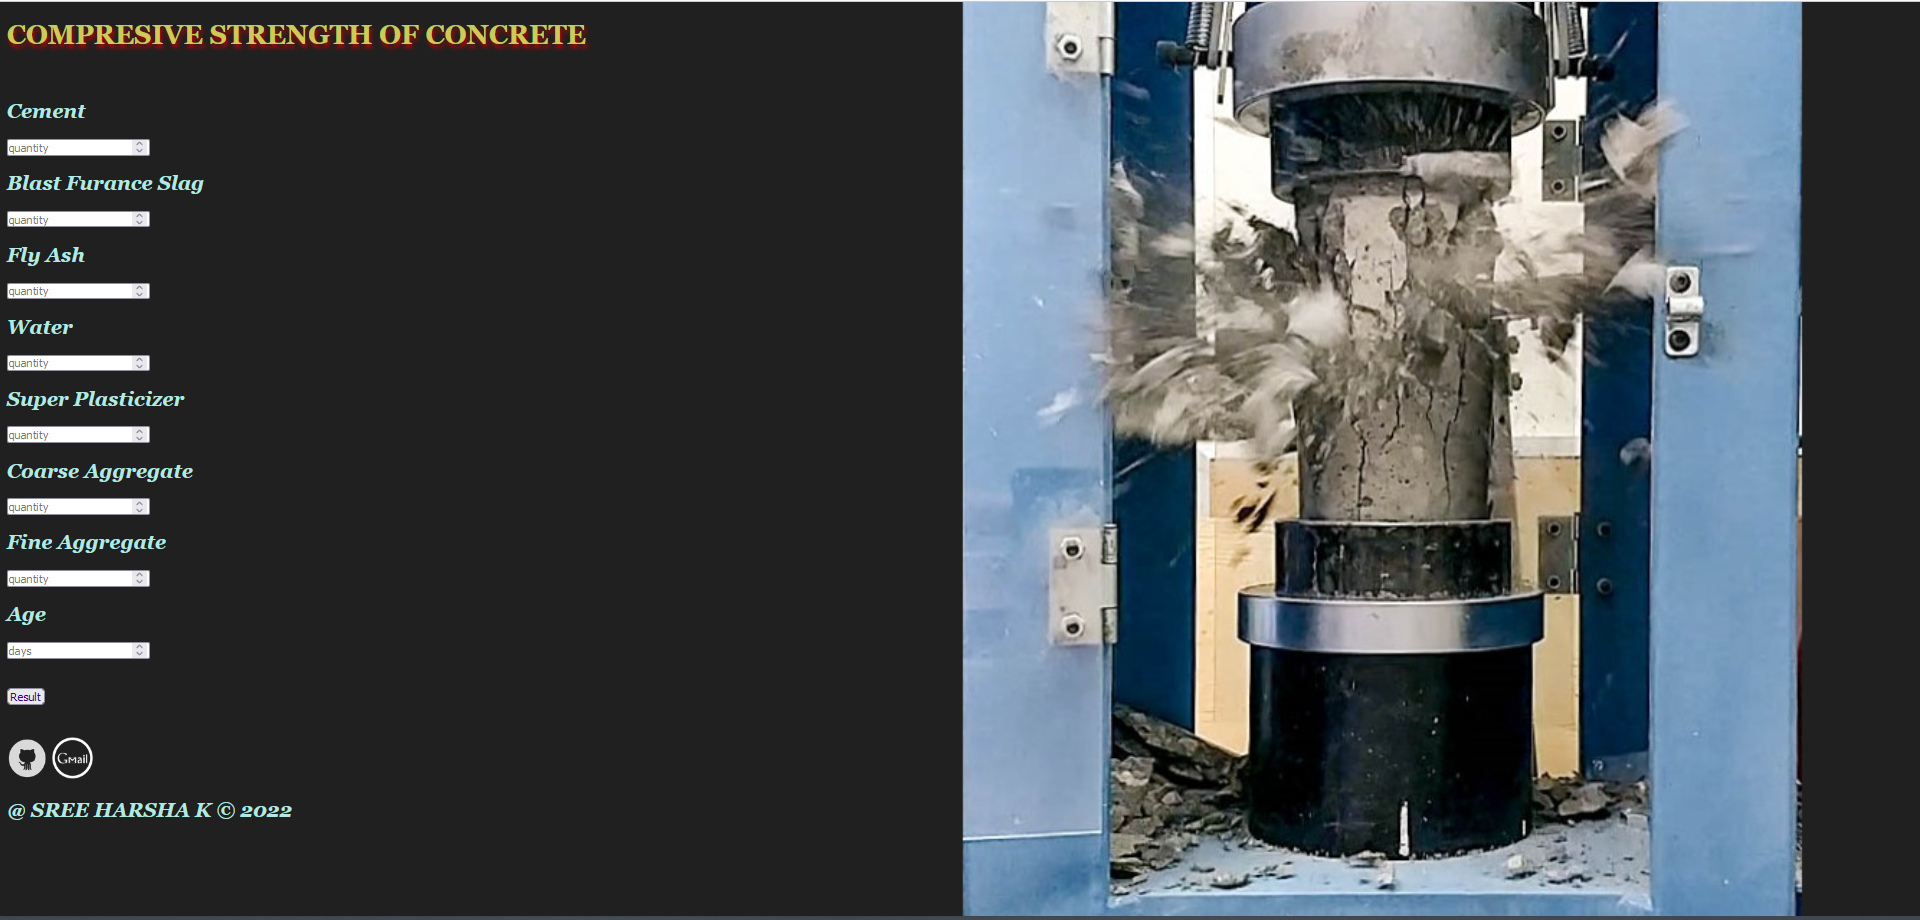 COMPRESIVE STRENGTH OF CONCRETE
Cement
quantity
Blast Furance Slag
quantity
Fly Ash
quantity
Water
quantity
Super Plasticizer
quantity
Coarse Aggregate
quantity
Fine Aggregate
quantity
Age
days
Result
Gmail
@ SREE HARSHA K © 2022